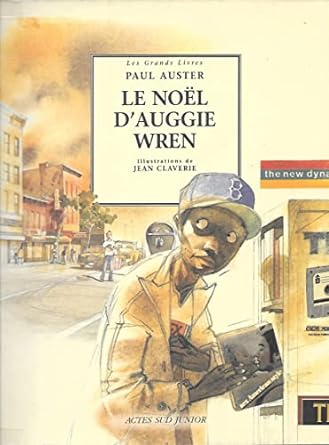 Les Grands Livres
PAUL AUSTER
LE NOËL
D'AUGGIE
WREN
Illustrations de
JEAN CLAVERIE
the new dyna
B
T
ACTES SUD JUNIOR